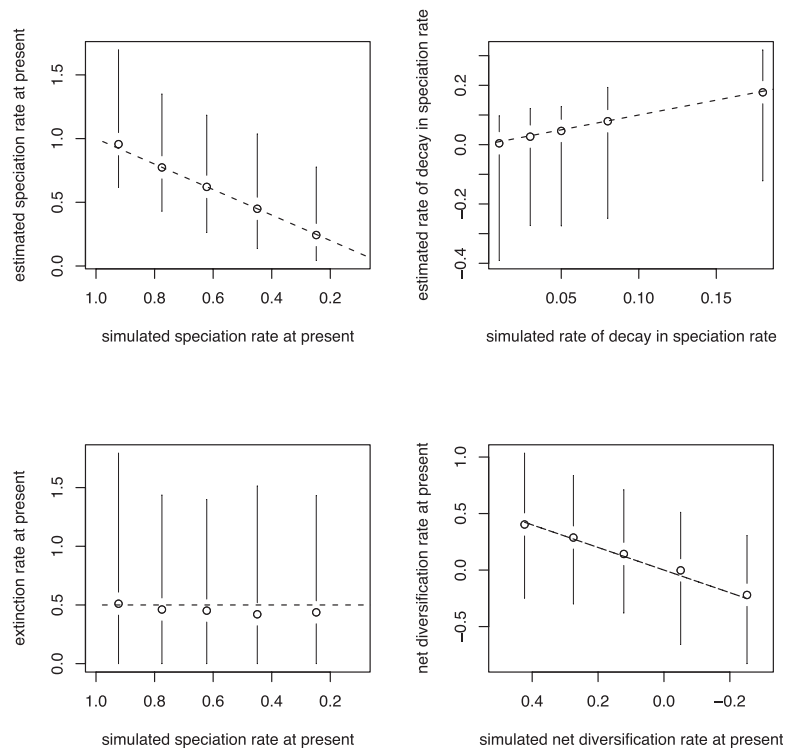 estimated speciation rate at present
0.0 0.5 1.0 1.5
1.0 0.8 0.6 0.4 0.2
simulated speciation rate at present
estimated rate of decay in speciation rate
−0.4 −0.2 0.0 0.2
0.05 0.10 0.15
simulated rate of decay in speciation rate
extinction rate at present
0.0 0.5 1.0 1.5
1.0 0.8 0.6 0.4 0.2
simulated speciation rate at present
net diversification rate at present
−0.5 0.0 0.5 1.0
0.4 0.2 0.0 −0.2
simulated net diversification rate at present